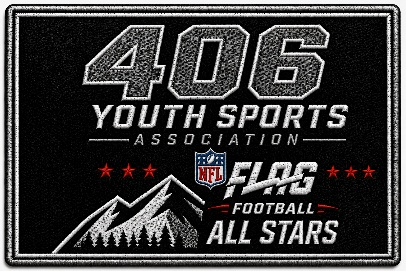 406
YOUTH SPORTS
ASSOCIATION
NFL FLAG
FOOTBALL
ALL STARS